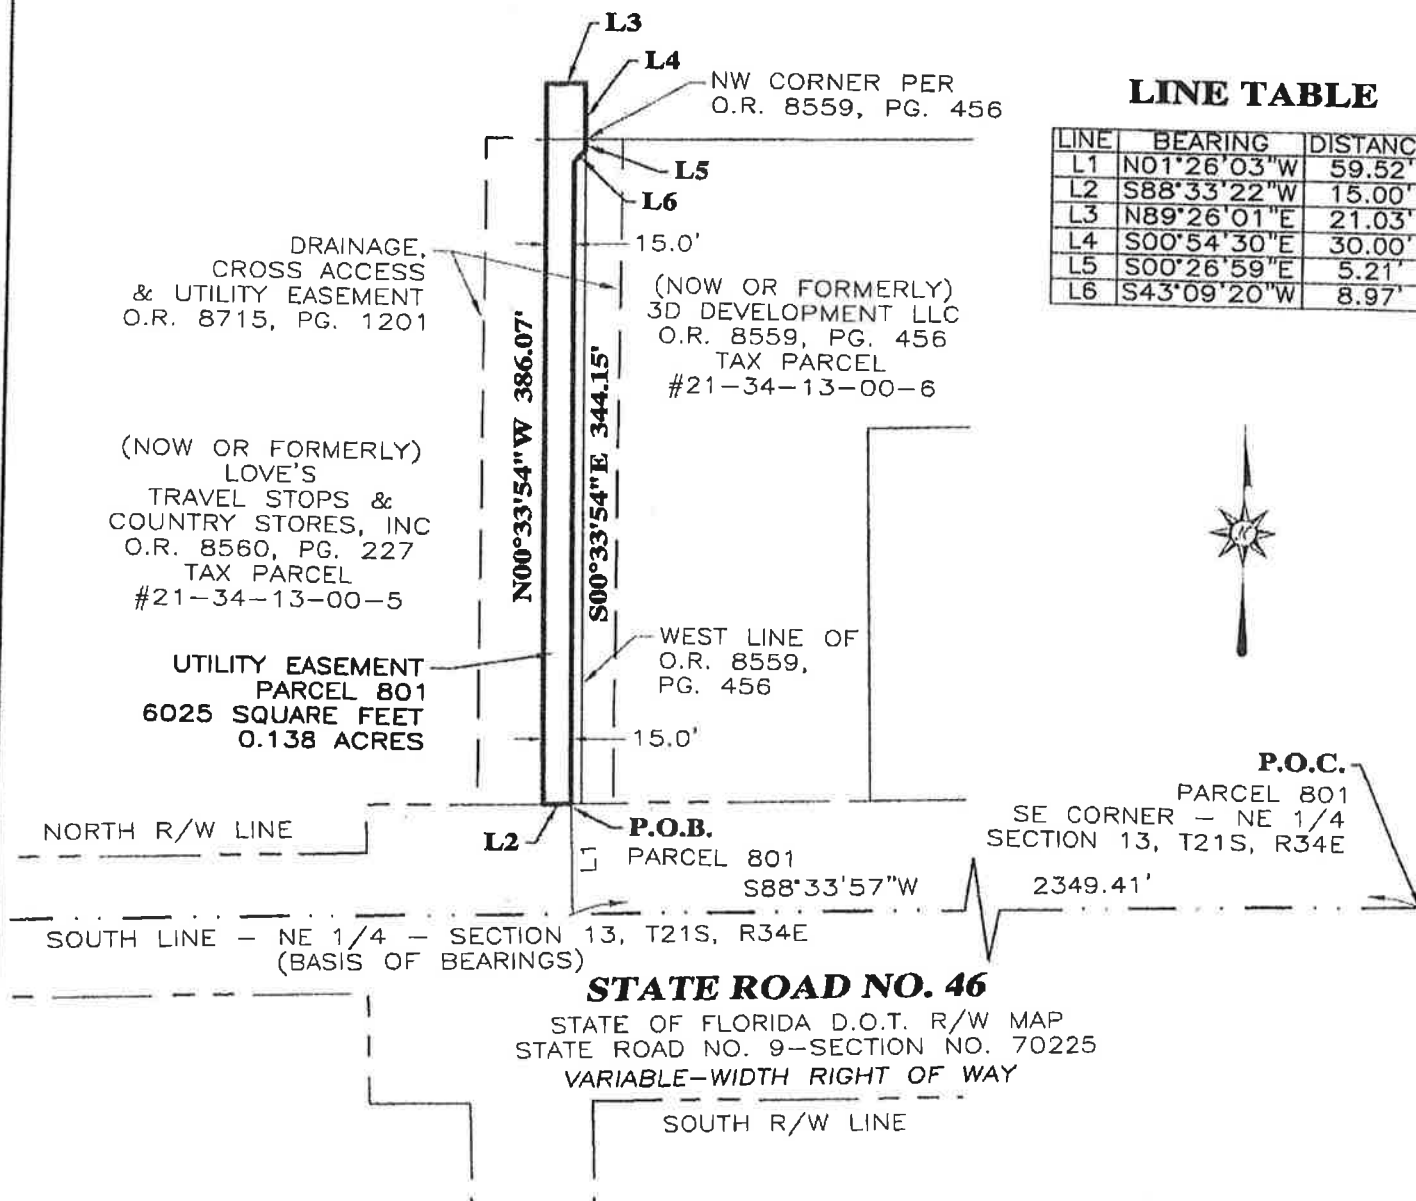 L3
L4
NW CORNER PER
O.R. 8559, PG. 456
LINE TABLE
LINE BEARING DISTANC
L1 N01°26'03"W 59.52'
L2 S88°33'22"W 15.00'
L3 N89°26'01"E 21.03'
L4 S00°54'30"E 30.00'
L5 S00°26'59"E 5.21'
L6 S43°09'20"W 8.97'
L5
L6
15.0'
DRAINAGE,
CROSS ACCESS
& UTILITY EASEMENT
O.R. 8715, PG. 1201
(NOW OR FORMERLY)
3D DEVELOPMENT LLC
O.R. 8559, PG. 456
TAX PARCEL
#21-34-13-00-6
N00°33'54"W 386.07'
S00°33'54"E 344.15'
(NOW OR FORMERLY)
LOVE'S
TRAVEL STOPS &
COUNTRY STORES, INC
O.R. 8560, PG. 227
TAX PARCEL
#21-34-13-00-5
N
WEST LINE OF
O.R. 8559,
PG. 456
UTILITY EASEMENT
PARCEL 801
6025 SQUARE FEET
0.138 ACRES
15.0'
P.O.C.
PARCEL 801
SE CORNER - NE 1/4
SECTION 13, T21S, R34E
NORTH R/W LINE
L2
P.O.B.
PARCEL 801
L1
S88°33'57"W 2349.41'
SOUTH LINE - NE 1/4 - SECTION 13, T21S, R34E
(BASIS OF BEARINGS)
STATE ROAD NO. 46
STATE OF FLORIDA D.O.T. R/W MAP
STATE ROAD NO. 9-SECTION NO. 70225
VARIABLE-WIDTH RIGHT OF WAY
SOUTH R/W LINE